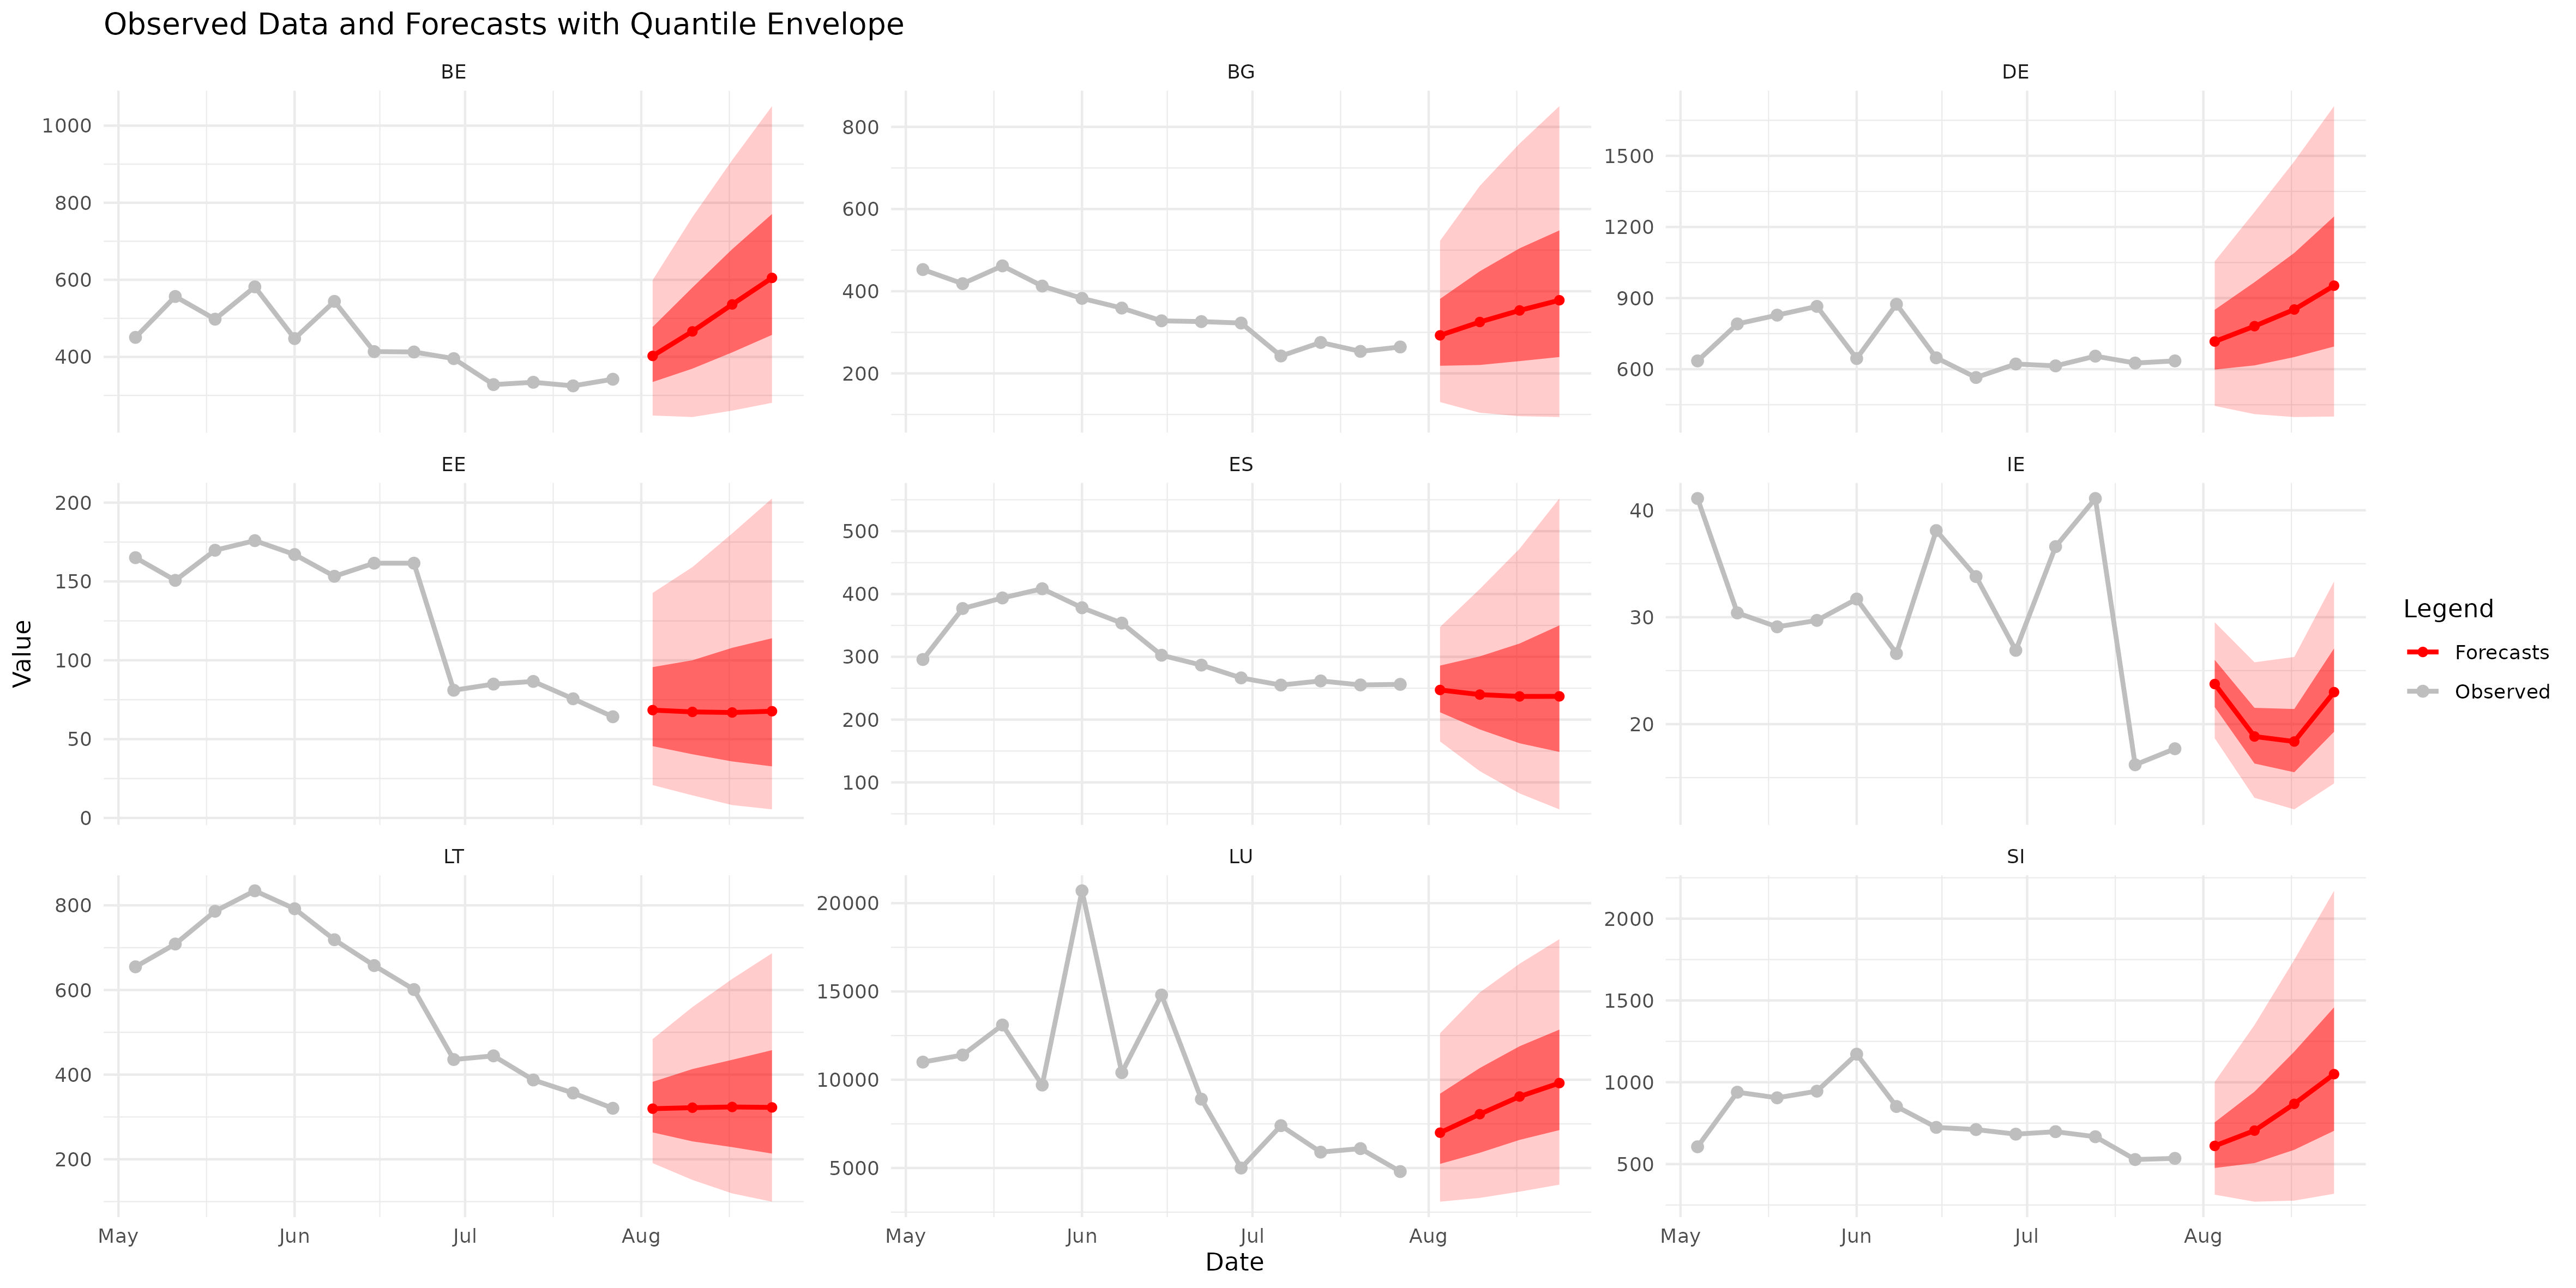 Observed Data and Forecasts with Quantile Envelope
BE
BG
DE
1000
800
600
400
800
600
400
200
1500
1200
900
600
EE
ES
IE
200
150
100
50
0
500
400
300
200
100
40
30
20
LT
LU
SI
800
600
400
200
20000
15000
10000
5000
2000
1500
1000
500
May Jun Jul Aug
May Jun Jul Aug
May Jun Jul Aug
Date
Value
Legend
Forecasts
Observed